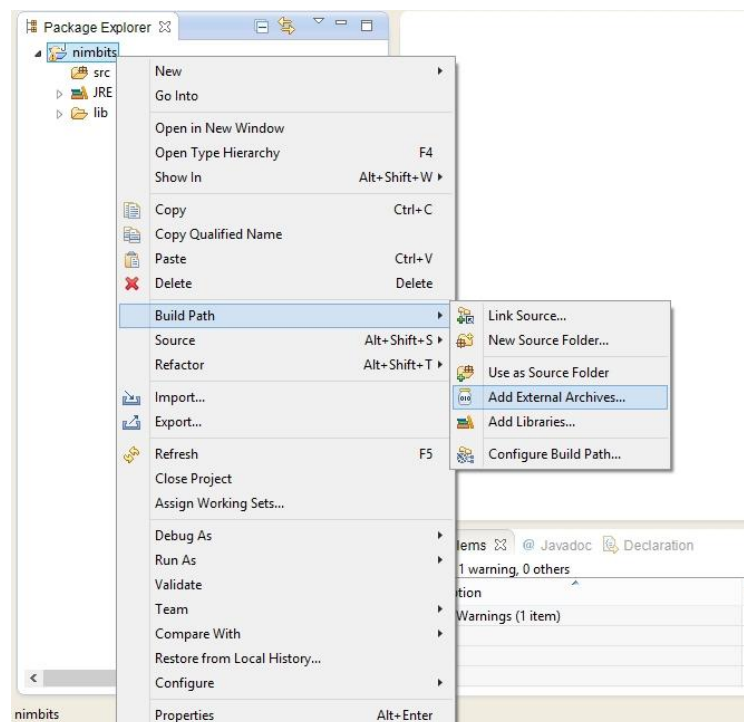 Package Explorer
nimbits
src
JRE
lib
New
Go Into
Open in New Window
Open Type Hierarchy F4
Show In Alt+Shift+W
Copy Ctrl+C
Copy Qualified Name
Paste Ctrl+V
Delete Delete
Build Path
Source Alt+Shift+S
Refactor Alt+Shift+T
Import...
Export...
Refresh F5
Close Project
Assign Working Sets...
Debug As
Run As
Validate
Team
Compare With
Restore from Local History...
Configure
Properties Alt+Enter
Link Source...
New Source Folder...
Use as Source Folder
010 Add External Archives...
Add Libraries...
Configure Build Path...
lems @ Javadoc Declaration
1 warning, 0 others
tion
Warnings (1 item)
nimbits